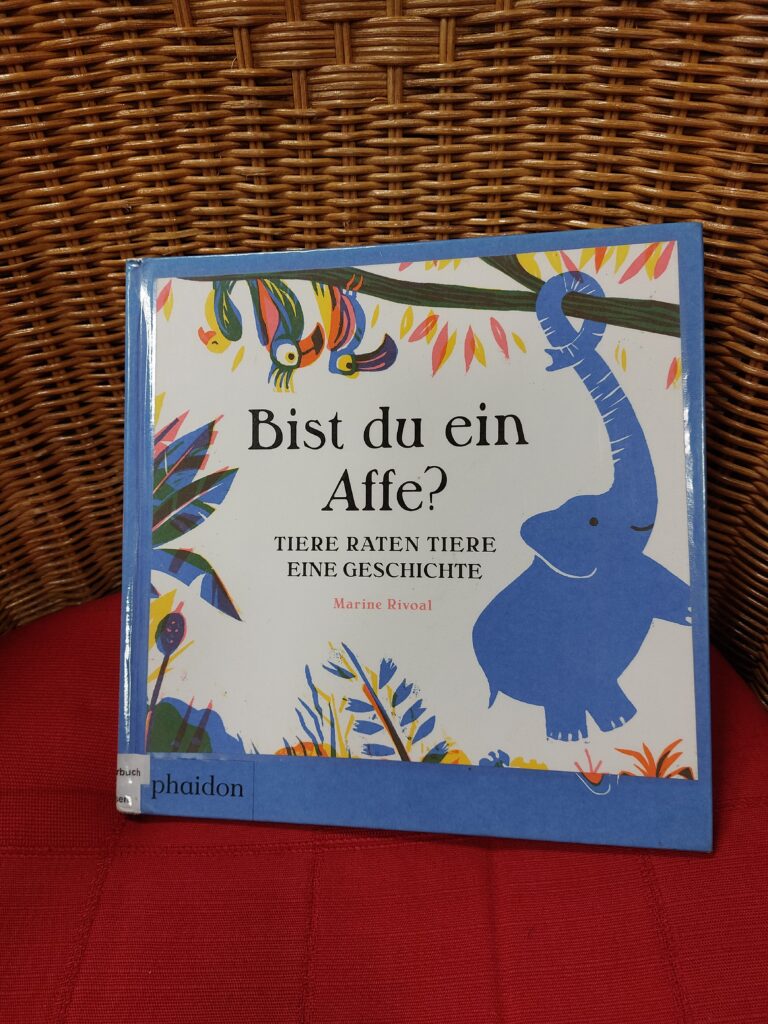 Bist du ein
Affe?
TIERE RATEN TIERE
EINE GESCHICHTE
Marine Rivoal
phaidon